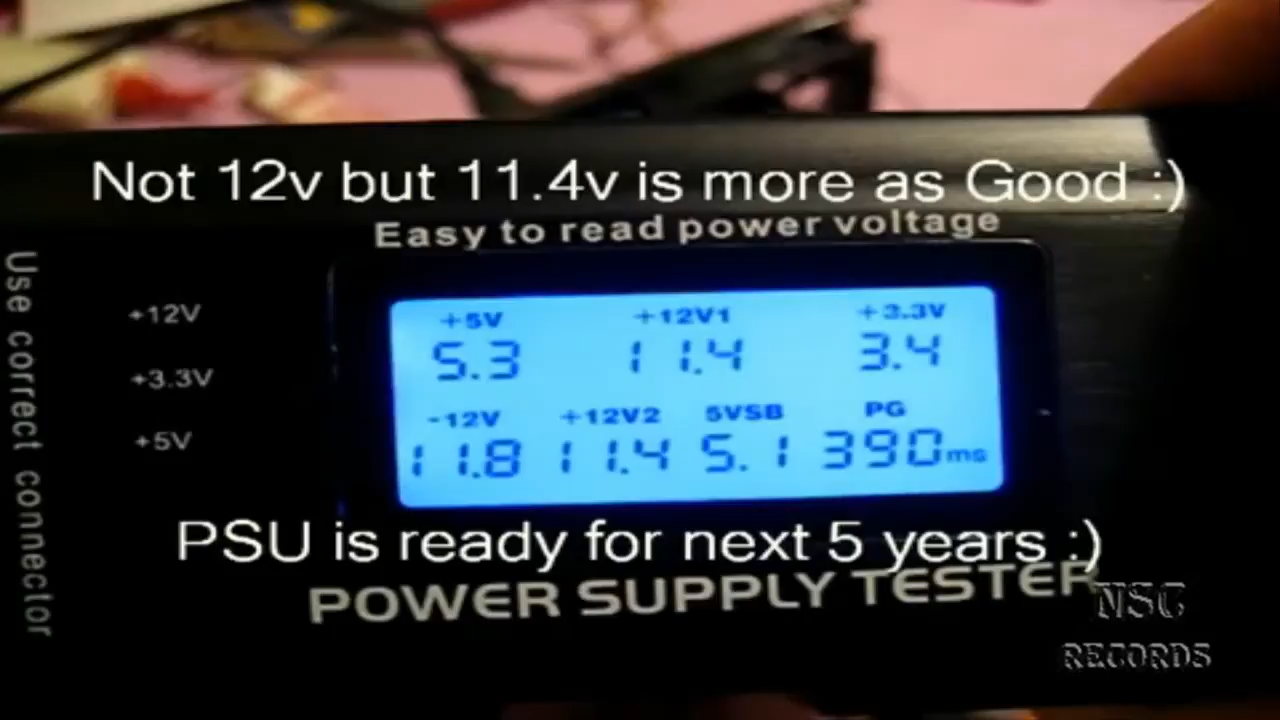 Not 12v but 11.4v is more as Good :)
Easy to read power voltage
Use correct connector
+12V
+3.3V
+5V
+5V +12V1 +3.3V
5.3 11.4 3.4
-12V +12V2 5VSB PG
11.8 11.4 5.1 390ms
PSU is ready for next 5 years :)
POWER SUPPLY TESTER
NSC
RECORDS